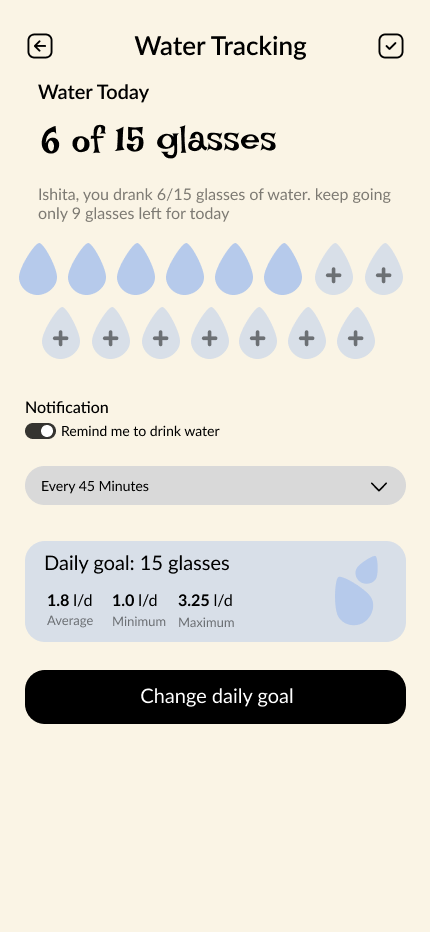 Water Tracking
Water Today
6 of 15 glasses
Ishita, you drank 6/15 glasses of water. keep going
only 9 glasses left for today
Notification
Remind me to drink water
Every 45 Minutes
Daily goal: 15 glasses
1.8 l/d 1.0 l/d 3.25 l/d
Average Minimum Maximum
Change daily goal